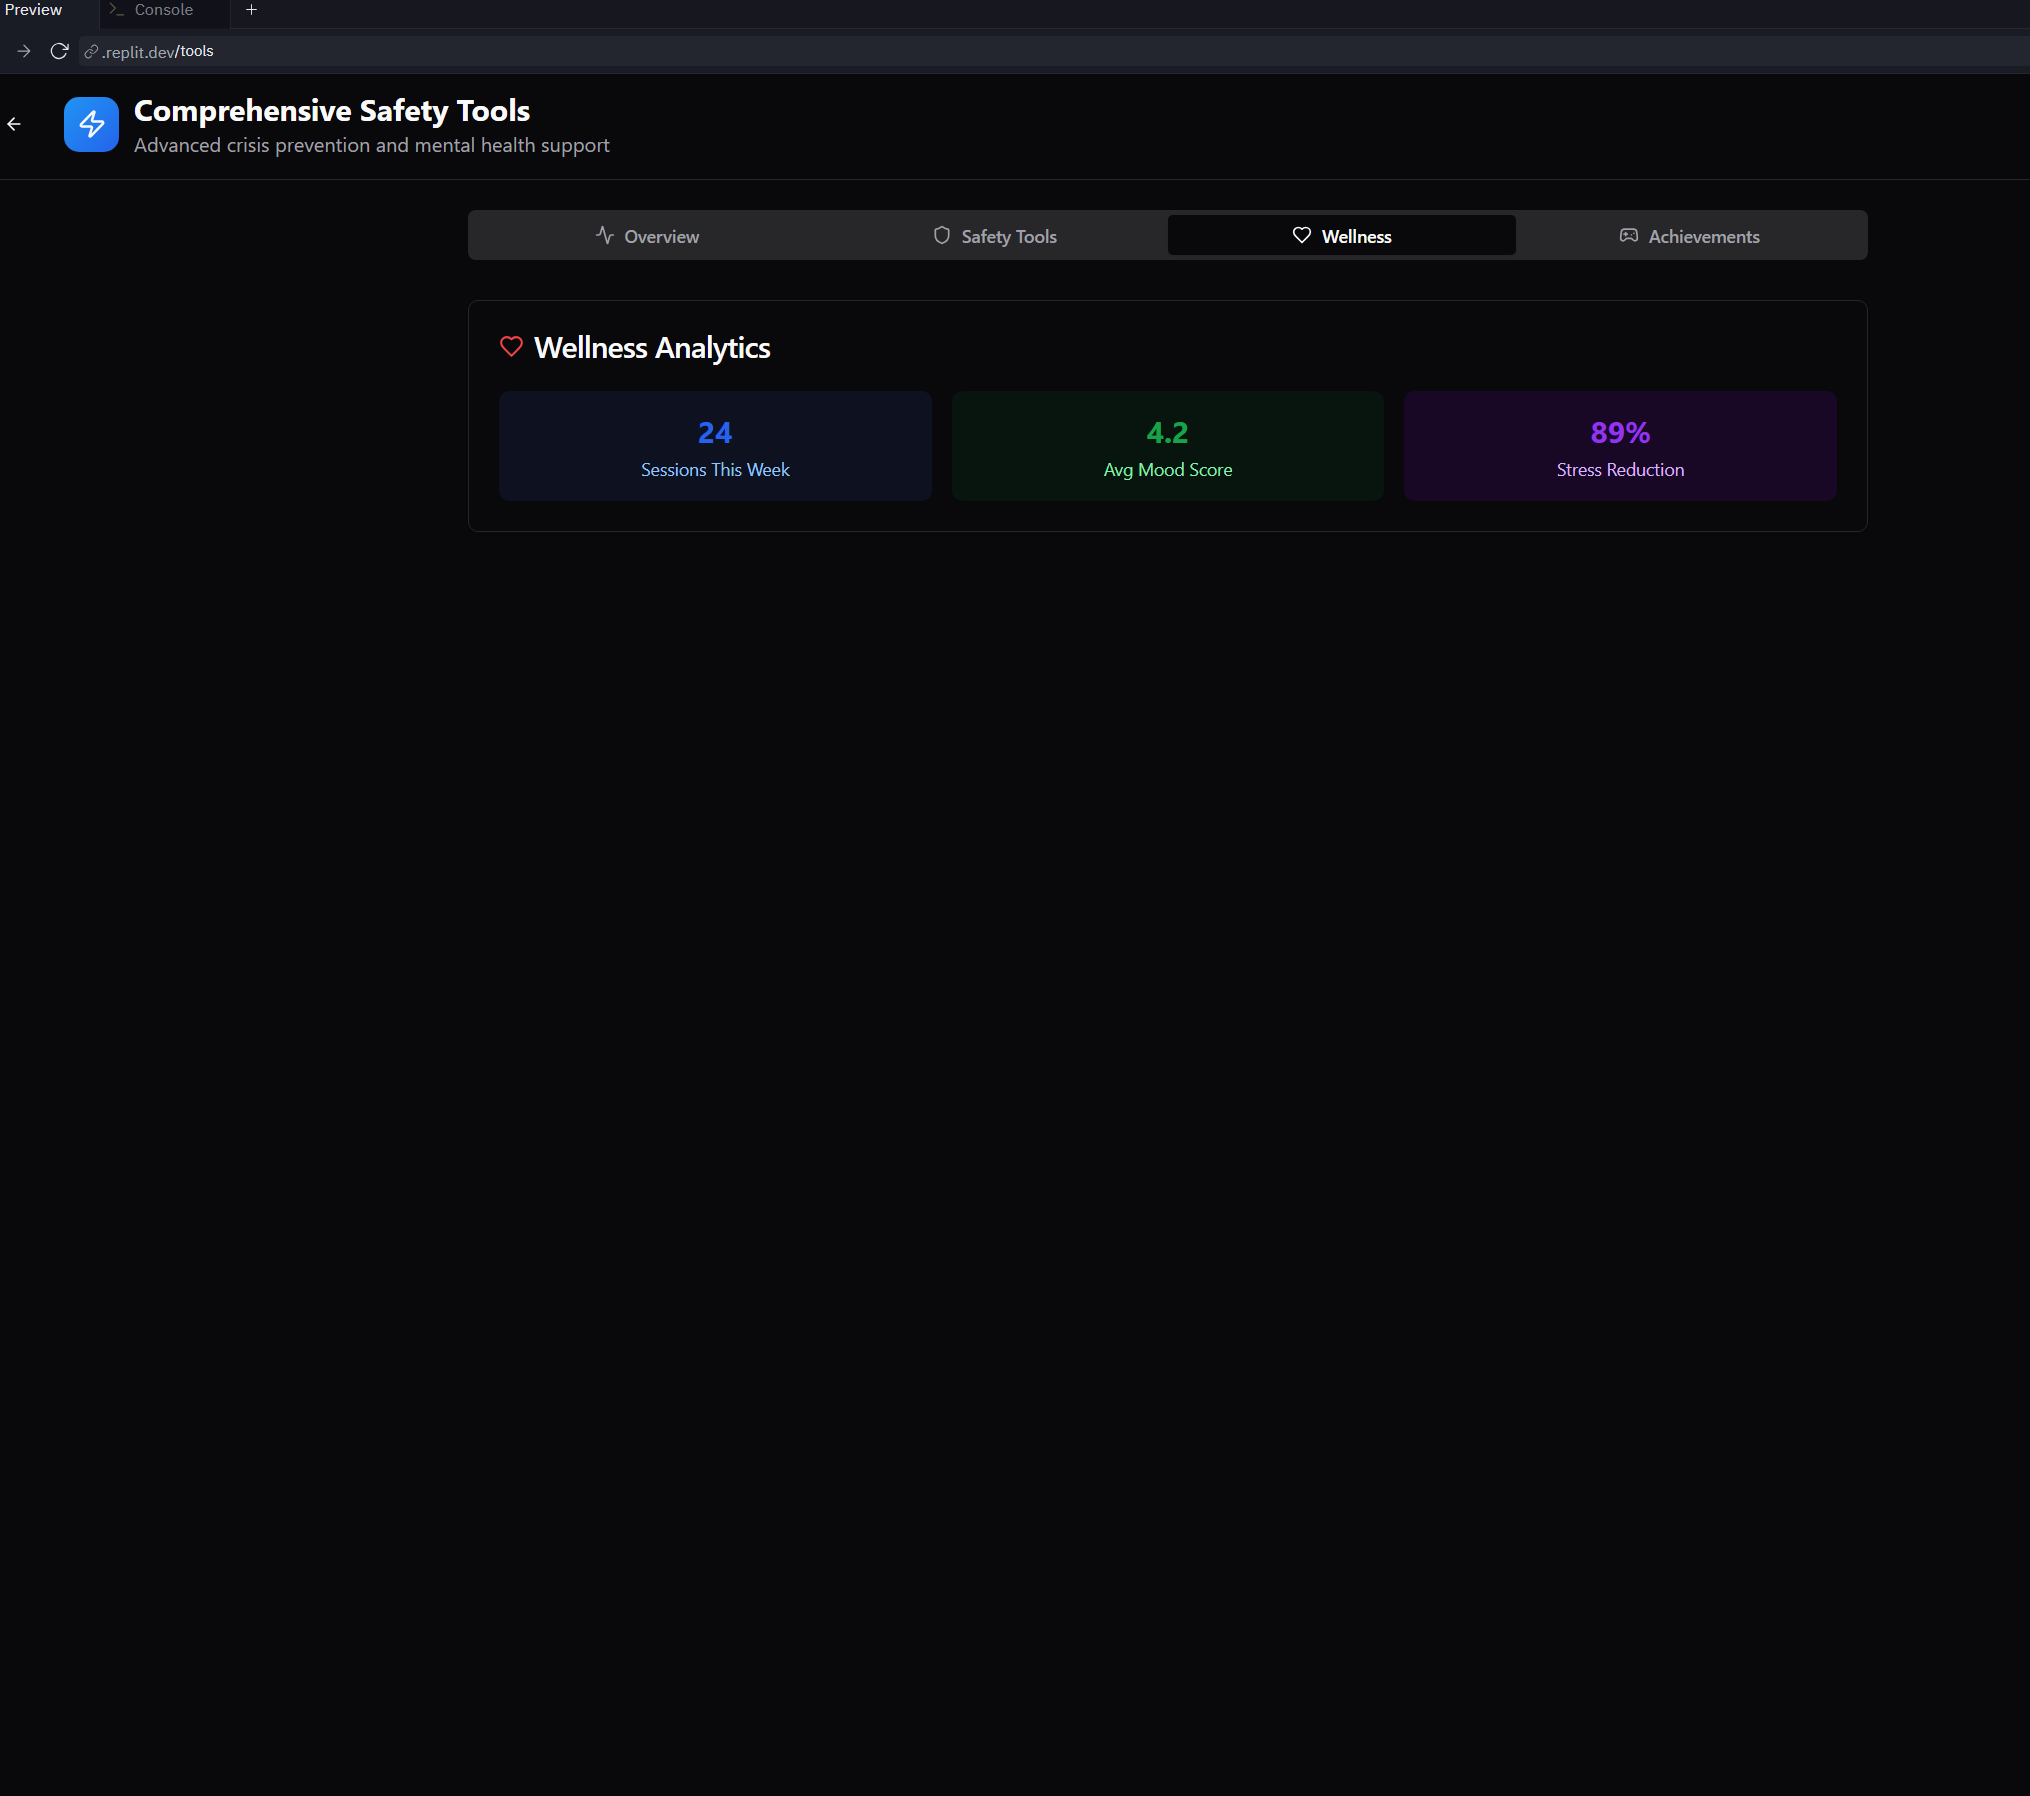 Preview
Console
.replit.dev/tools
Comprehensive Safety Tools
Advanced crisis prevention and mental health support
Overview
Safety Tools
Wellness
Achievements
Wellness Analytics
24
Sessions This Week
4.2
Avg Mood Score
89%
Stress Reduction